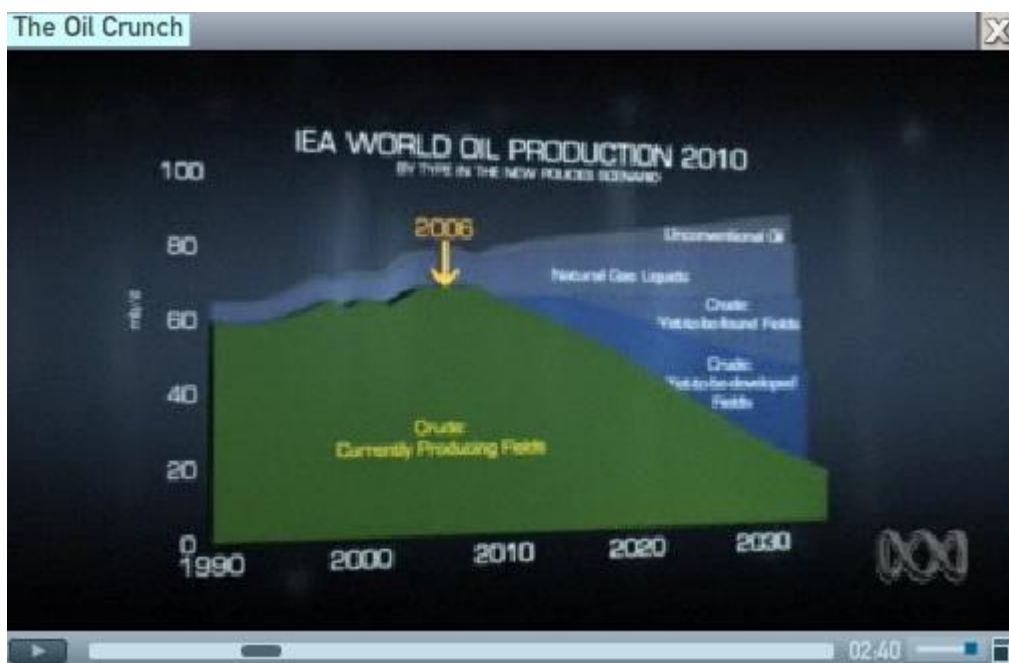 The Oil Crunch
X
IEA WORLD OIL PRODUCTION 2010
BY TYPE IN THE NEW POLICIES SCENARIO
100
80
60
40
20
0
mb/d
2006
Unconventional Oil
Natural Gas Liquids
Crude:
Yet-to-be found Fields
Crude:
Yet-to-be-developed
Fields
Crude:
Currently Producing Fields
1990
2000
2010
2020
2030
02:40